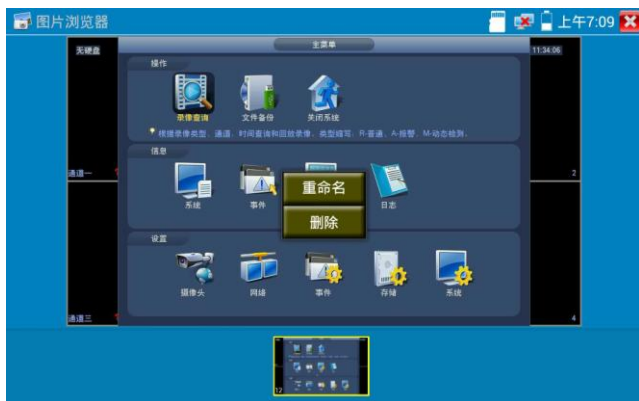 图片浏览器
上午7:09
无硬盘
主菜单
11:34:06
操作
录像查询
文件备份
关闭系统
根据录像类型、通道、时间查询和回放录像，类型缩写，R-普通，A-报警，M-动态检测。
信息
通道一
2
系统
事件
日志
重命名
删除
设置
摄像头
网络
事件
存储
系统
通道三
4
12